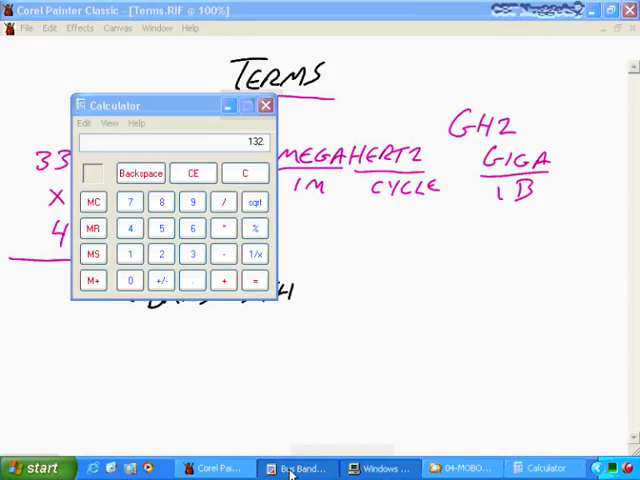 Corel Painter Classic - [Terms.RIF @ 100%]
File Edit Effects Canvas Window Help
TERMS
Calculator
Edit View Help
132.
Backspace CE C
MC 7 8 9 / sqrt
MR 4 5 6 * %
MS 1 2 3 - 1/x
M+ 0 +/- . + =
33
X
4
MEGAHERTZ
1M CYCLE
GHZ
GIGA
1B
start Corel Pai... Bus Band... Windows ... 04-MOBO... Calculator